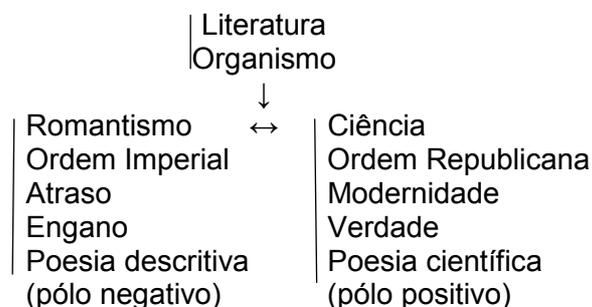 Literatura
Organismo
↓
Romantismo ↔ Ciência
Ordem Imperial Ordem Republicana
Atraso Modernidade
Engano Verdade
Poesia descritiva Poesia científica
(pólo negativo) (pólo positivo)